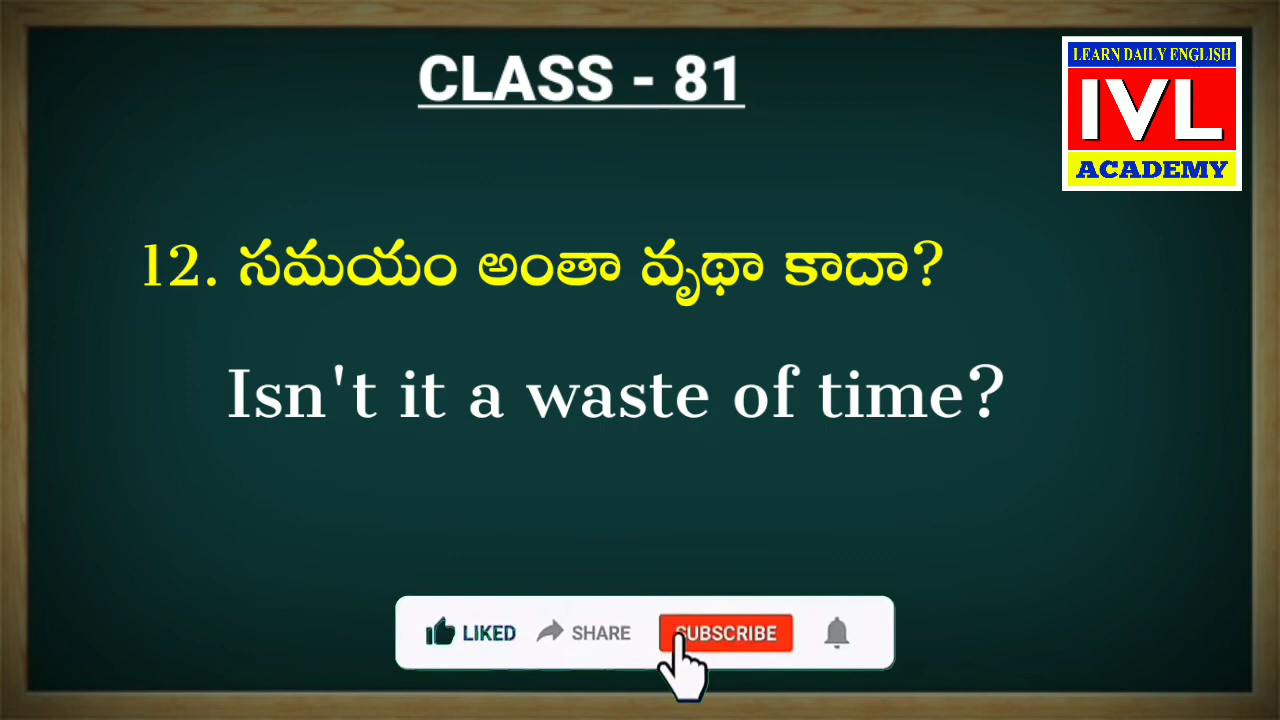 CLASS - 81
LEARN DAILY ENGLISH
IVL
ACADEMY
12. సమయం అంతా వృథా కాదా?
Isn't it a waste of time?
LIKED SHARE SUBSCRIBE